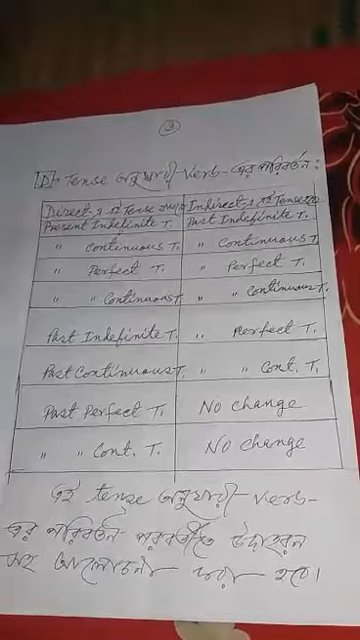 ③
[D] Tense অনুযায়ী Verb-এর পরিবর্তন:
Direct-এ যে Tense থাকে Indirect-এ যে Tense হবে
Present Indefinite T. Past Indefinite T.
" Continuous T. " Continuous T.
" Perfect T. " Perfect T.
" " Continuous T. " " Continuous T.
Past Indefinite T. " Perfect T.
Past Continuous T. " " Cont. T.
Past Perfect T. No change
" " Cont. T. No change
এই tense অনুযায়ী Verb-
এর পরিবর্তন পরবর্তীতে উদাহরন
সহ আলোচনা করা হবে।